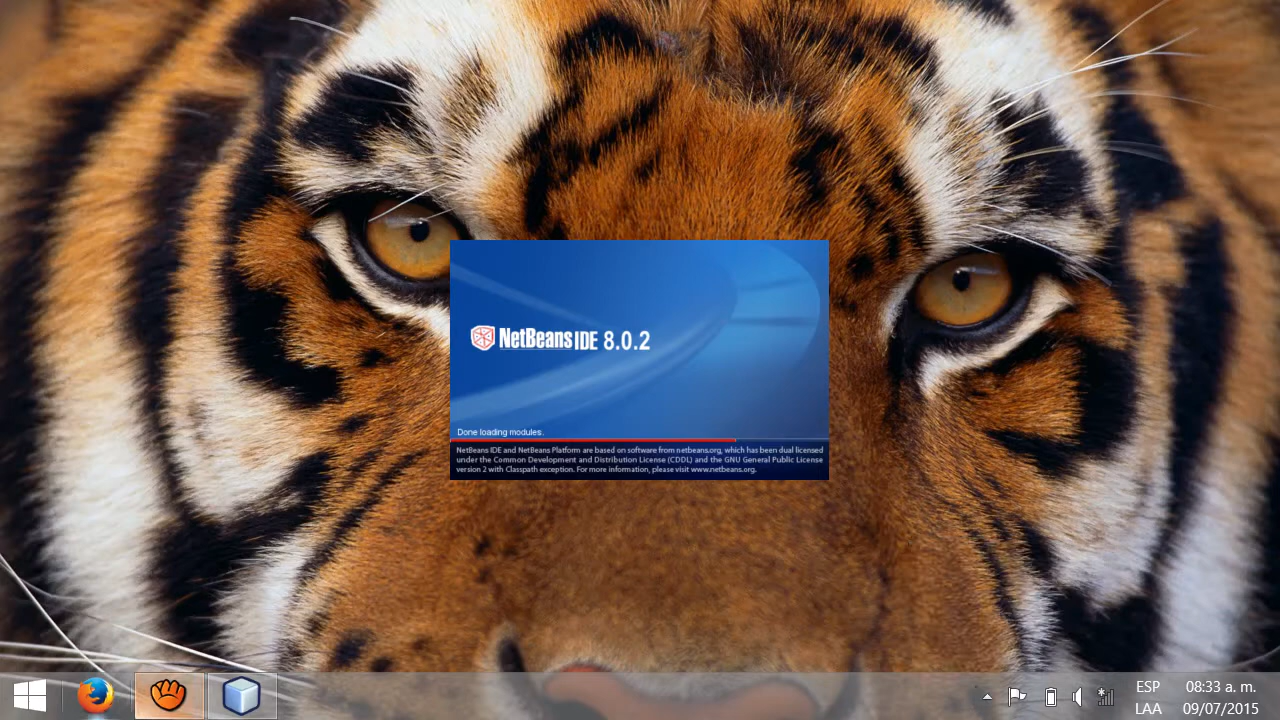 NetBeans IDE 8.0.2
Done loading modules.
NetBeans IDE and NetBeans Platform are based on software from netbeans.org, which has been dual licensed
under the Common Development and Distribution License (CDDL) and the GNU General Public License
version 2 with Classpath exception. For more information, please visit www.netbeans.org.
ESP
08:33 a. m.
LAA
09/07/2015